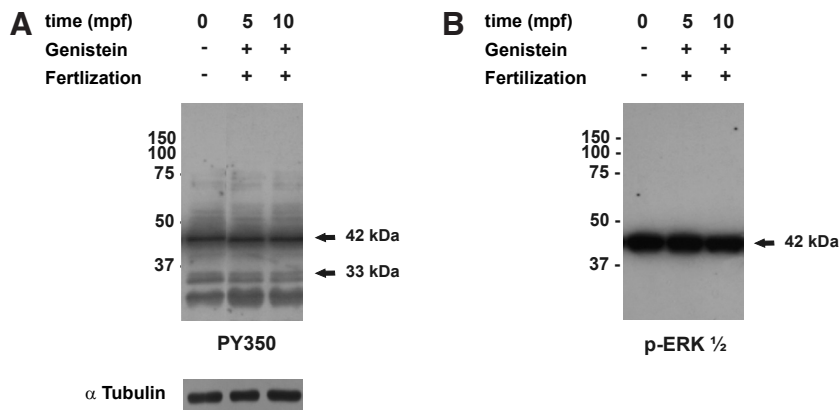 A
time (mpf) 0 5 10
Genistein - + +
Fertlization - + +
150
100
75
50
37
42 kDa
33 kDa
PY350
α Tubulin
B
0 5 10
- + +
- + +
time (mpf)
Genistein
Fertilization
150 -
100 -
75 -
50 -
37 -
42 kDa
p-ERK ½